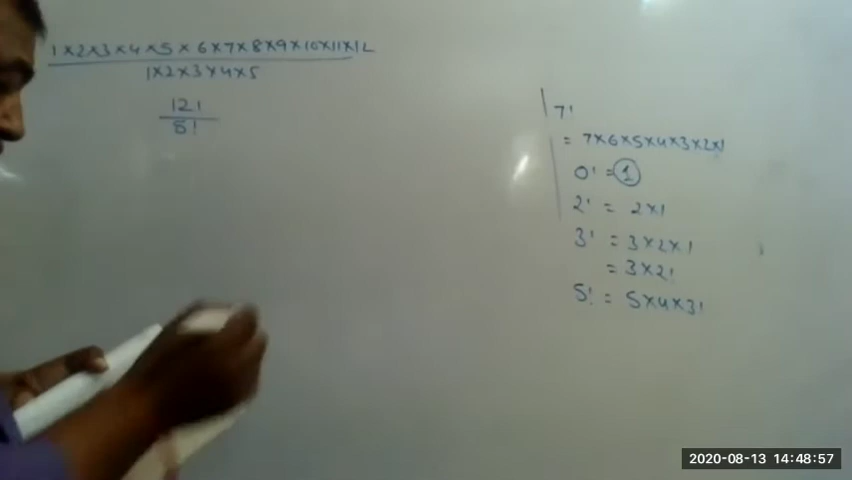 1×2×3×4×5×6×7×8×9×10×11×12
1×2×3×4×5
12!
5!
7!
= 7×6×5×4×3×2×1
0! = 1
2! = 2×1
3! = 3×2×1
= 3×2!
5! = 5×4×3!
2020-08-13 14:48:57